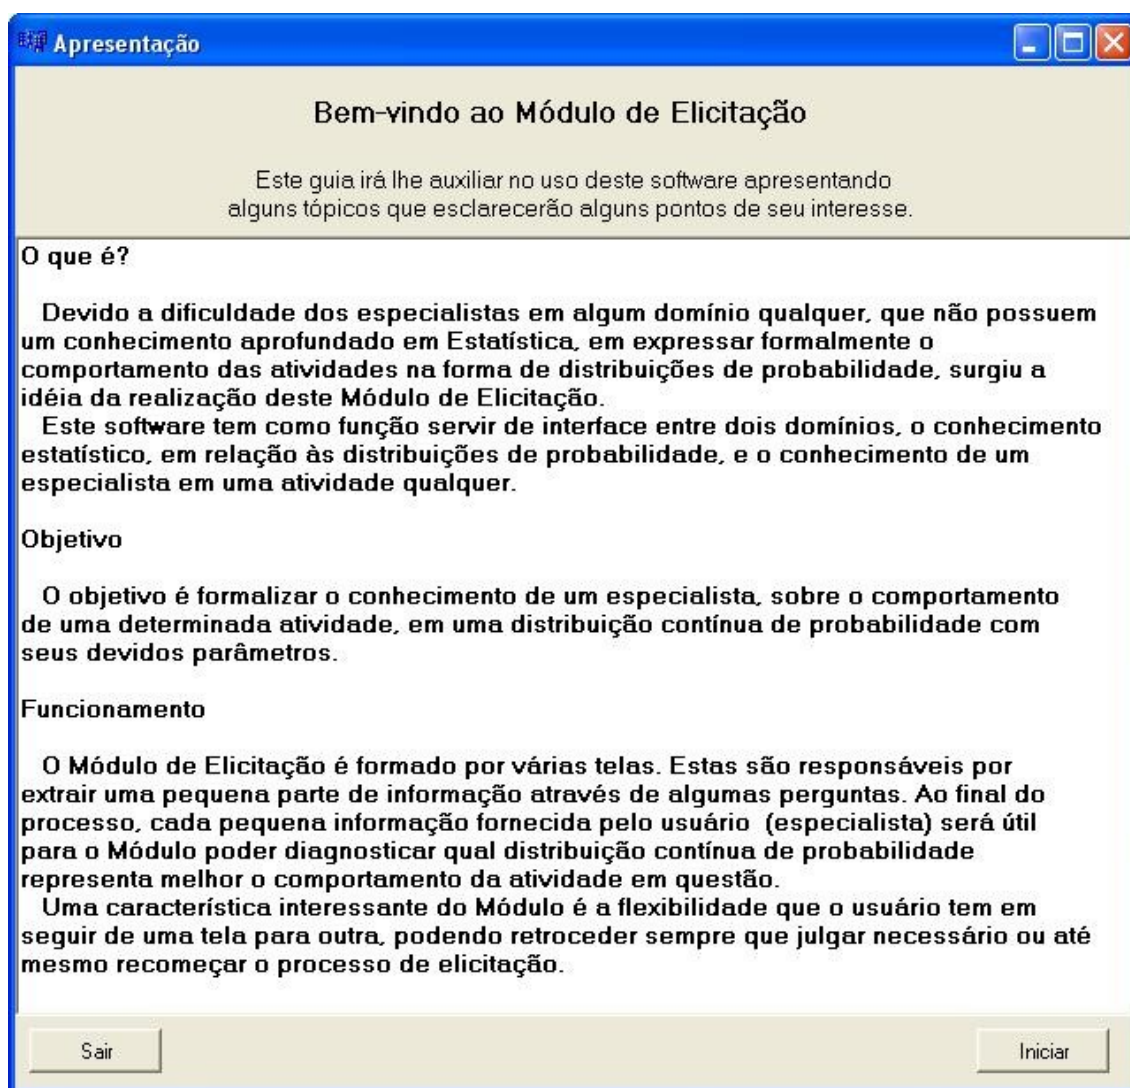 Apresentação
Bem-vindo ao Módulo de Elicitação
Este guia irá lhe auxiliar no uso deste software apresentando
alguns tópicos que esclarecerão alguns pontos de seu interesse.
O que é?
Devido a dificuldade dos especialistas em algum domínio qualquer, que não possuem
um conhecimento aprofundado em Estatística, em expressar formalmente o
comportamento das atividades na forma de distribuições de probabilidade, surgiu a
idéia da realização deste Módulo de Elicitação.
Este software tem como função servir de interface entre dois domínios, o conhecimento
estatístico, em relação às distribuições de probabilidade, e o conhecimento de um
especialista em uma atividade qualquer.
Objetivo
O objetivo é formalizar o conhecimento de um especialista, sobre o comportamento
de uma determinada atividade, em uma distribuição contínua de probabilidade com
seus devidos parâmetros.
Funcionamento
O Módulo de Elicitação é formado por várias telas. Estas são responsáveis por
extrair uma pequena parte de informação através de algumas perguntas. Ao final do
processo, cada pequena informação fornecida pelo usuário (especialista) será útil
para o Módulo poder diagnosticar qual distribuição contínua de probabilidade
representa melhor o comportamento da atividade em questão.
Uma característica interessante do Módulo é a flexibilidade que o usuário tem em
seguir de uma tela para outra, podendo retroceder sempre que julgar necessário ou até
mesmo recomeçar o processo de elicitação.
Sair
Iniciar